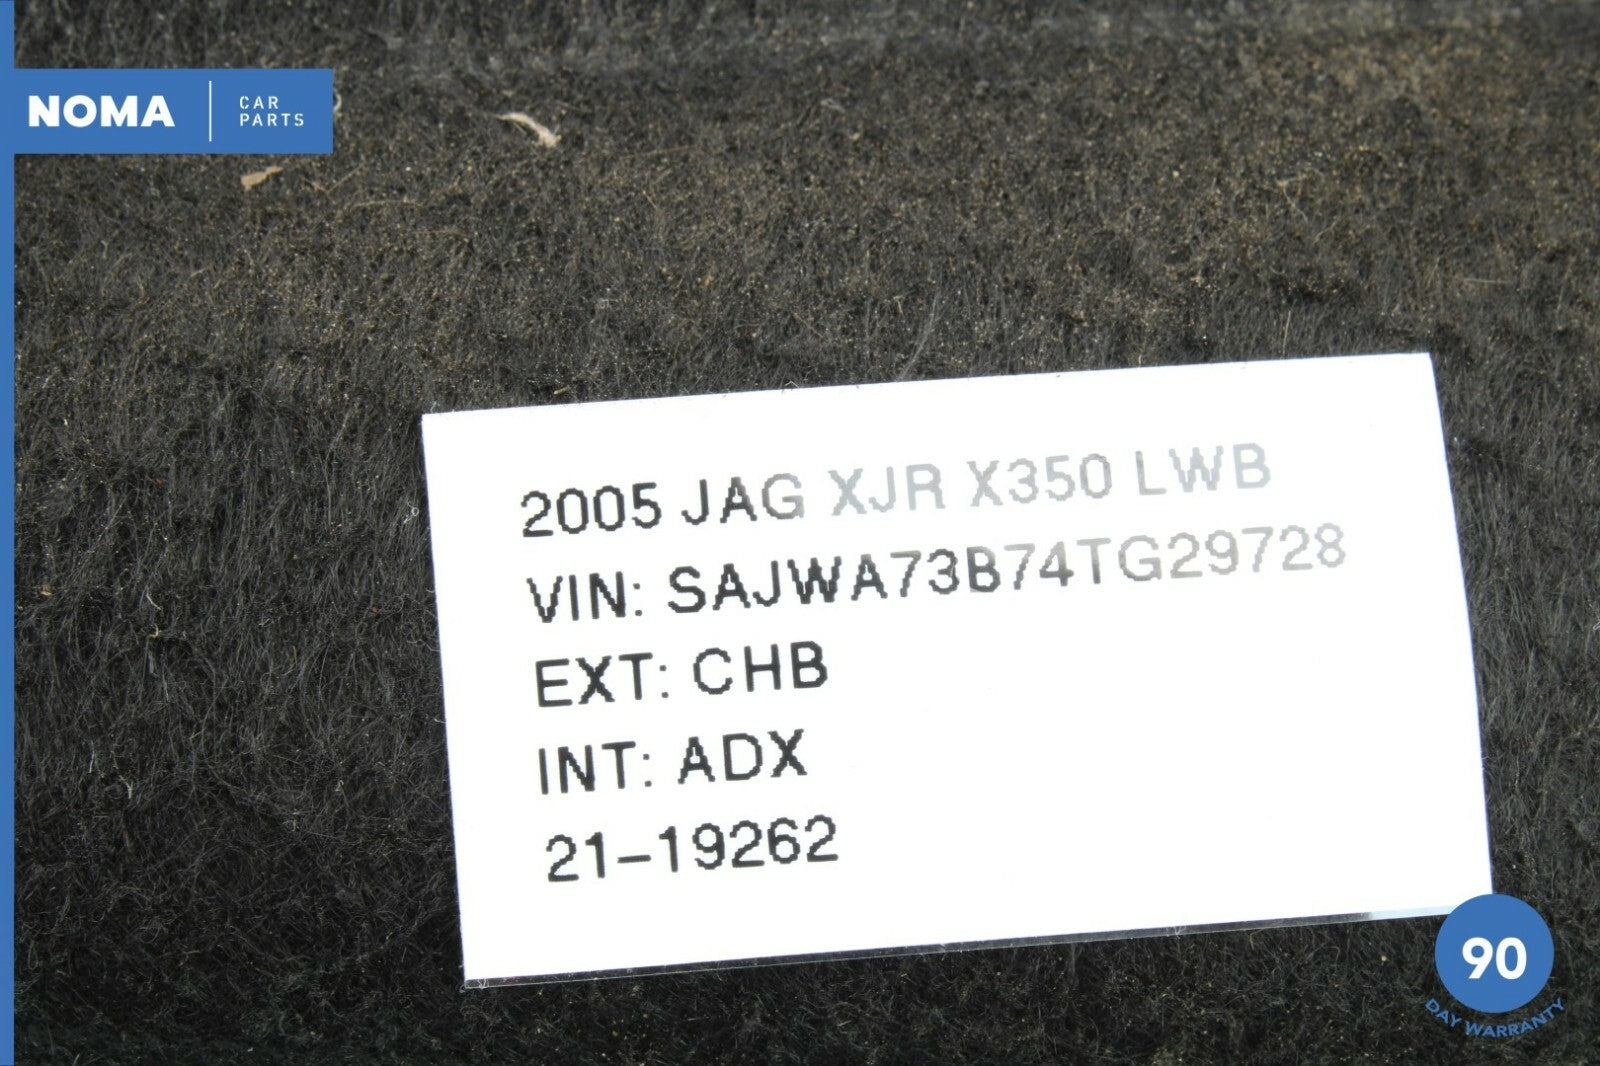 NOMA
CAR
PARTS
2005 JAG XJR X350 LWB
VIN: SAJWA73B74TG29728
EXT: CHB
INT: ADX
21-19262
90
DAY WARRANTY